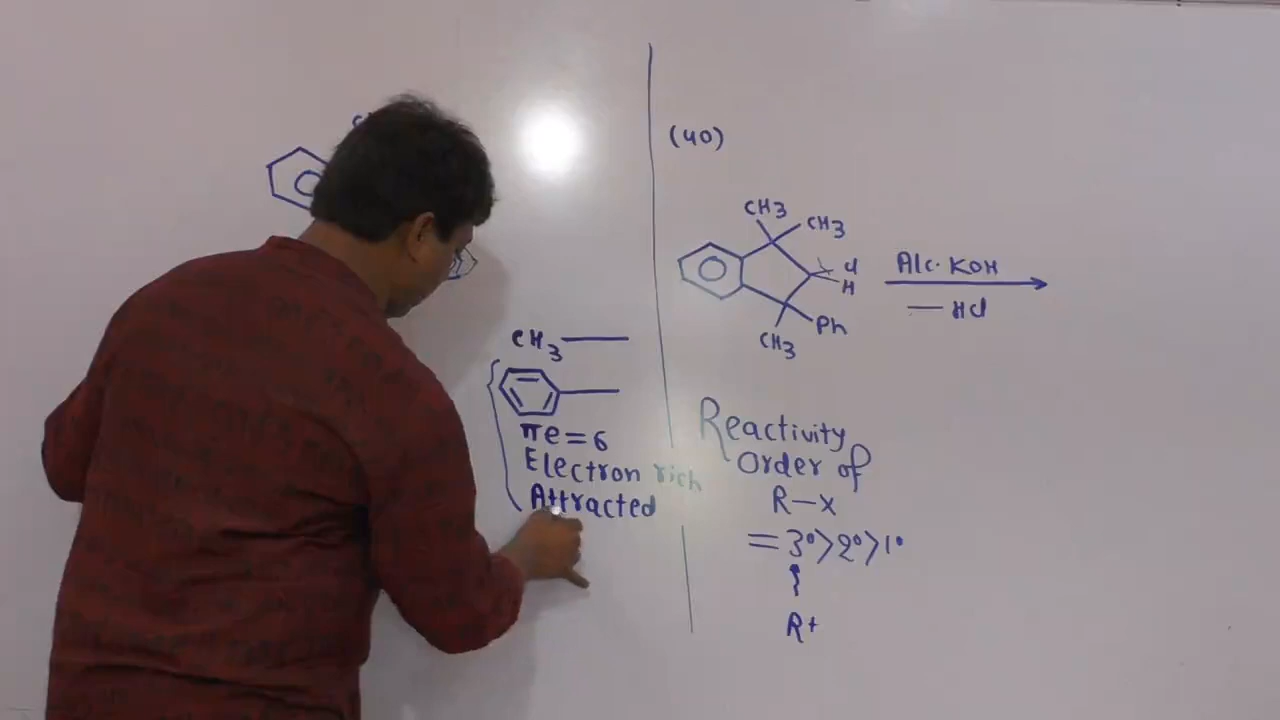 CH3
πe = 6
Electron rich
Attracted
(40)
CH3 CH3
Cl
H
Ph
CH3
Alc. KOH
— HCl
Reactivity
Order of
R—X
= 3° > 2° > 1°
R+